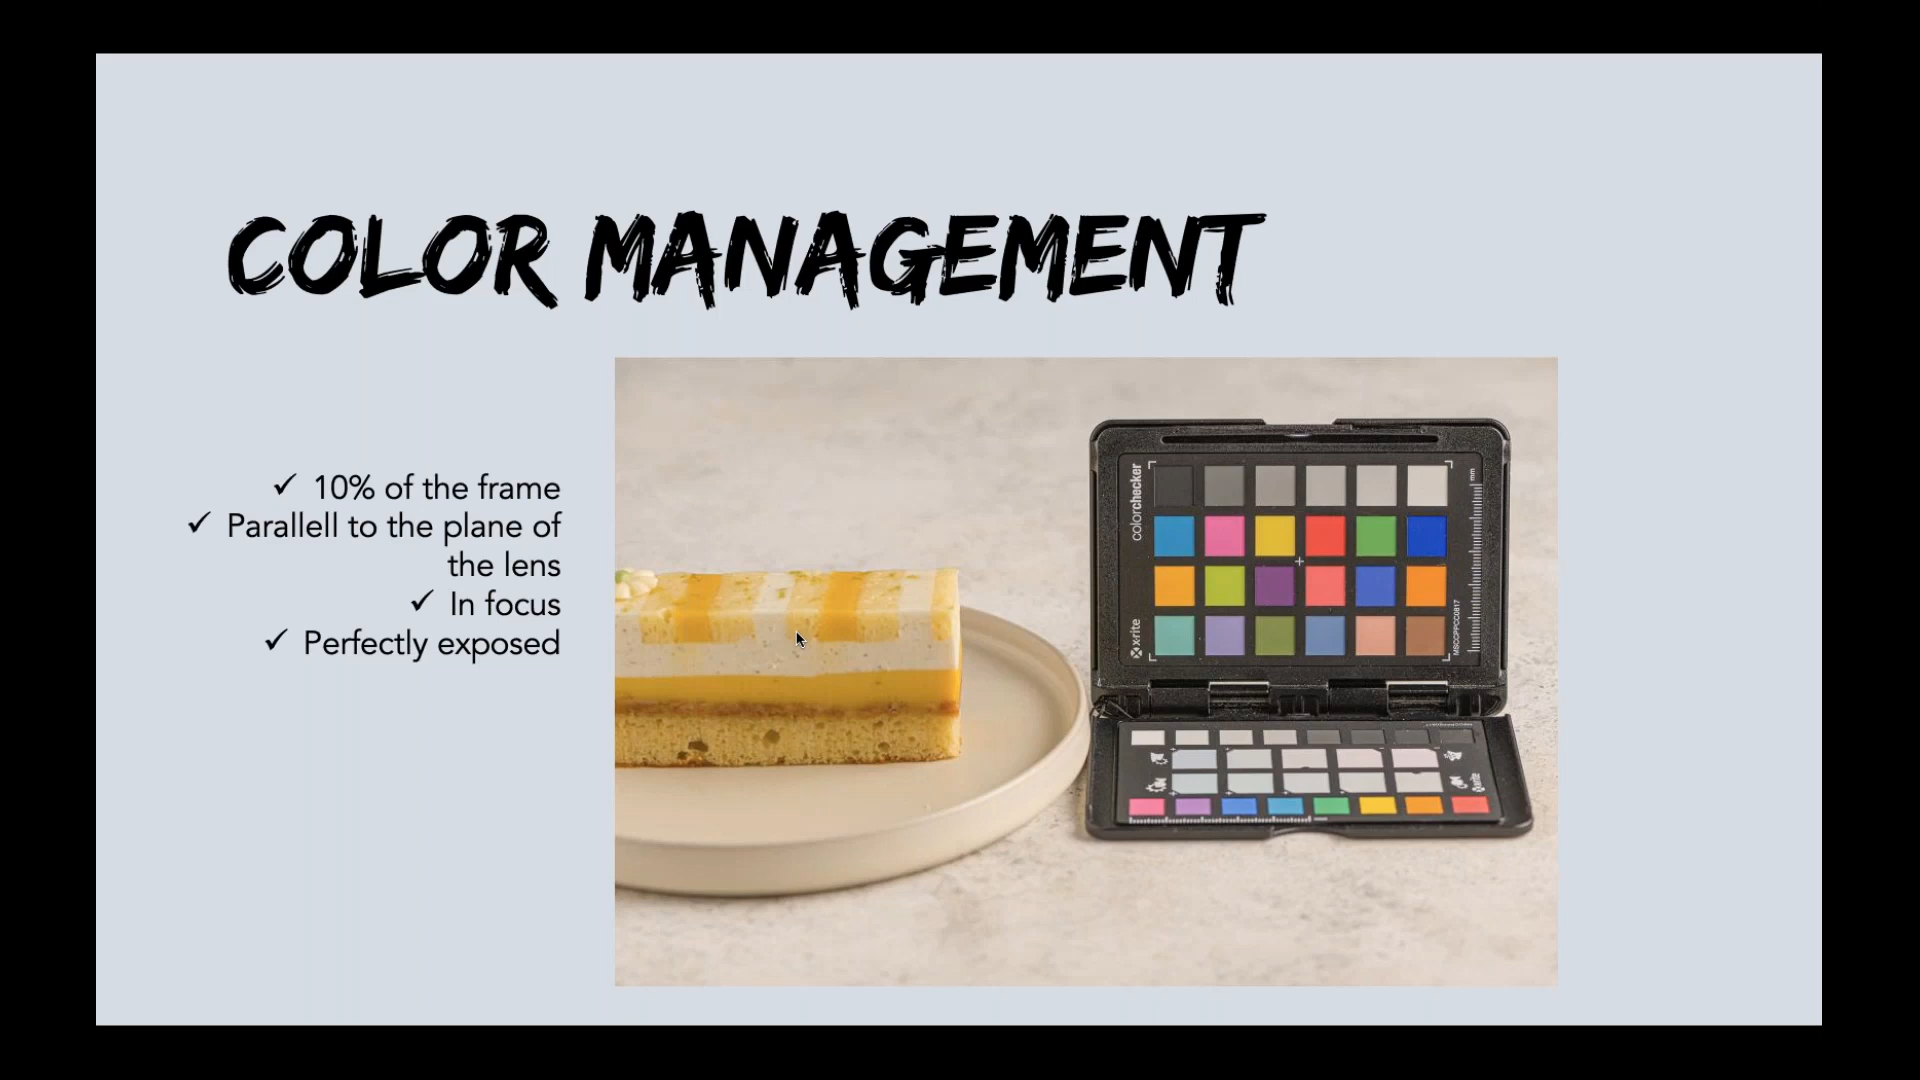 COLOR MANAGEMENT
✓ 10% of the frame
✓ Parallell to the plane of
the lens
✓ In focus
✓ Perfectly exposed
colorchecker
x-rite
mm